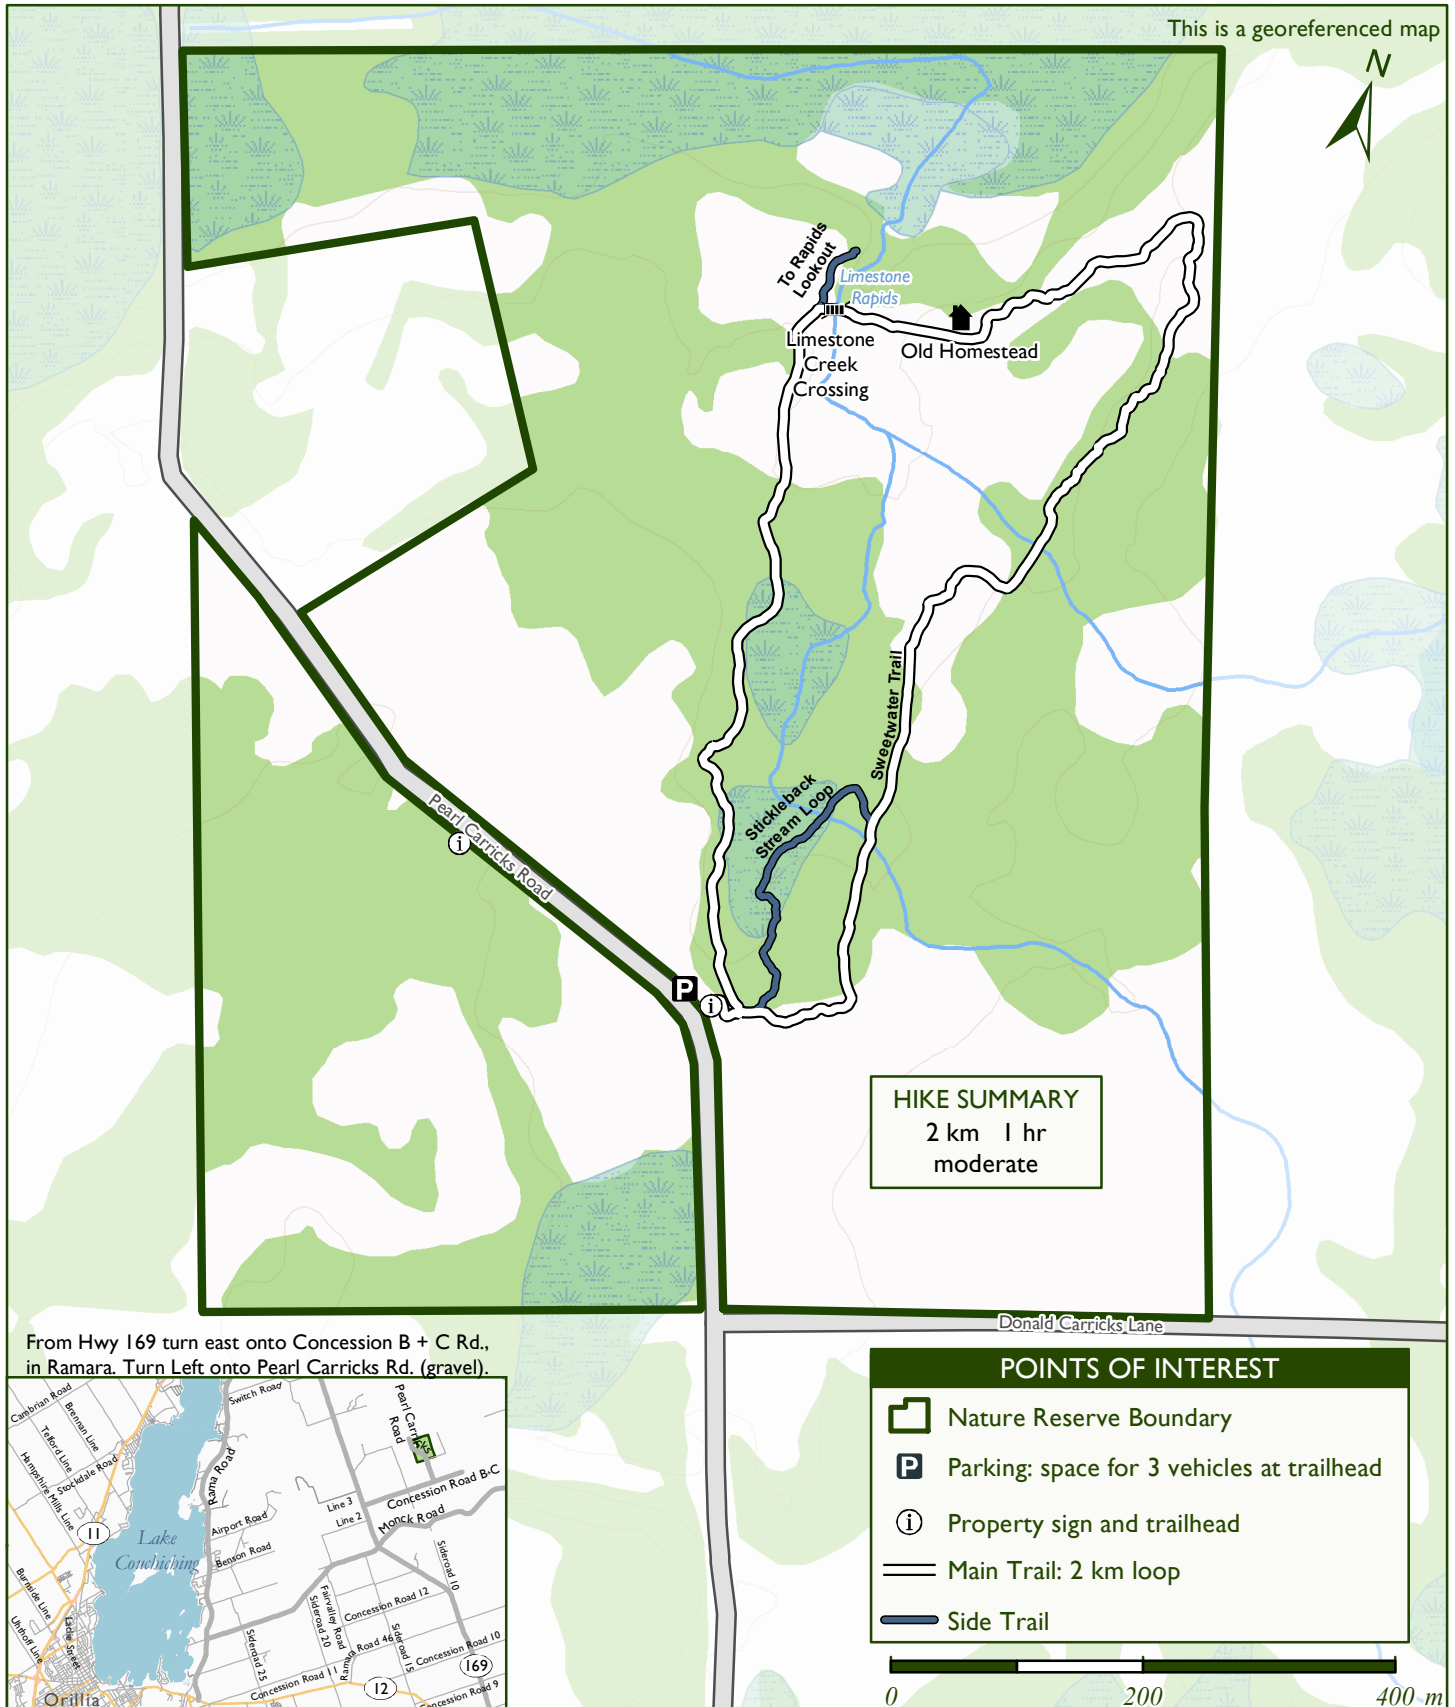 This is a georeferenced map
N
To Rapids
Lookout
Limestone
Rapids
Limestone
Creek
Crossing
Old Homestead
Sweetwater Trail
Stickleback
Stream Loop
Pearl Carricks Road
i
P
i
HIKE SUMMARY
2 km 1 hr
moderate
Donald Carricks Lane
From Hwy 169 turn east onto Concession B + C Rd.,
in Ramara. Turn Left onto Pearl Carricks Rd. (gravel).
Cambrian Road
Brennan Line
Telford Line
Stockdale Road
Hampshire Mills Line
Switch Road
Rama Road
Pearl Carricks
Road
Concession Road B-C
Line 3
Line 2
Monck Road
Airport Road
Benson Road
11
Lake
Couchiching
Burnside Line
Uhthoff Line
Laclie Street
Orillia
Sideroad 10
Fairvalley Road
Sideroad 20
Concession Road 12
Sideroad 25
Ramara Road 46
Sideroad 15
Concession Road 10
Concession Road 11
12
169
Concession Road 9
POINTS OF INTEREST
Nature Reserve Boundary
P Parking: space for 3 vehicles at trailhead
i Property sign and trailhead
Main Trail: 2 km loop
Side Trail
0 200 400 m